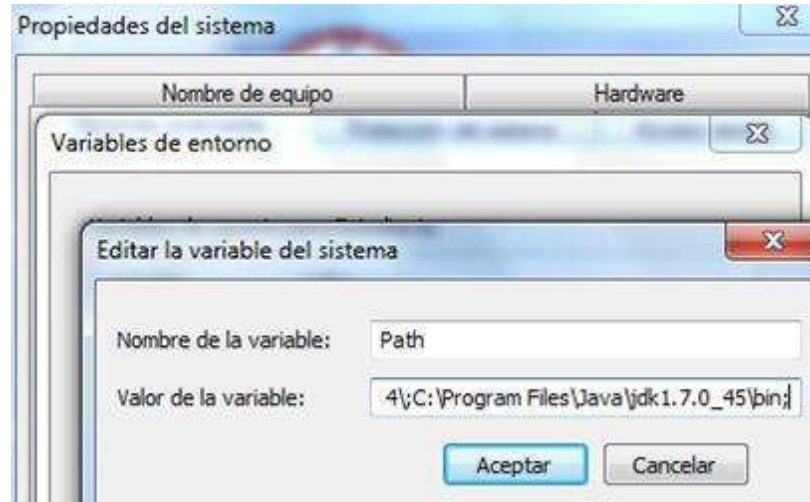 Propiedades del sistema
Nombre de equipo
Hardware
Variables de entorno
Editar la variable del sistema
Nombre de la variable:
Path
Valor de la variable:
4\;C:\Program Files\Java\jdk1.7.0_45\bin;
Aceptar
Cancelar